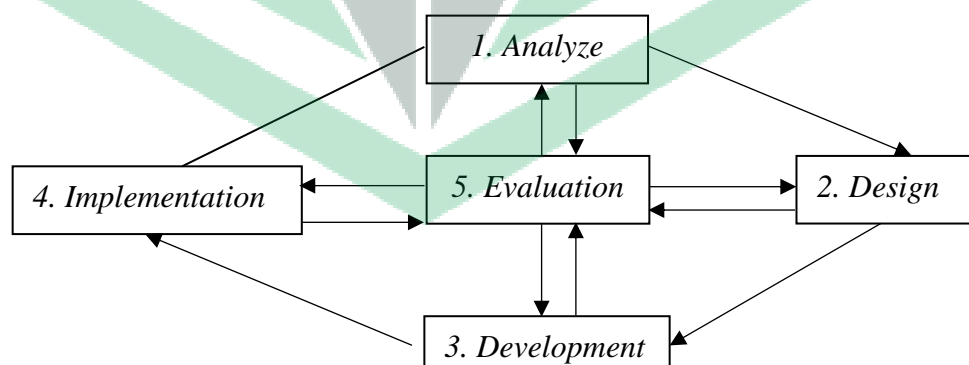 1. Analyze
4. Implementation
5. Evaluation
2. Design
3. Development